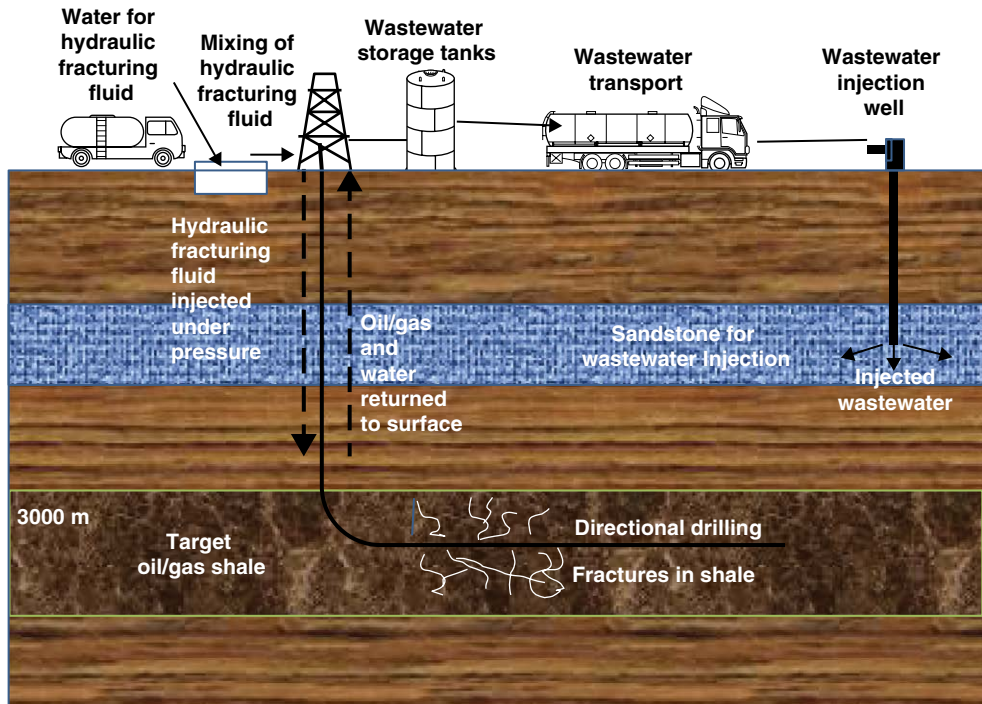 Water for
hydraulic
fracturing
fluid
Mixing of
hydraulic
fracturing
fluid
Wastewater
storage tanks
Wastewater
transport
Wastewater
injection
well
Hydraulic
fracturing
fluid
injected
under
pressure
Oil/gas
and
water
returned
to surface
Sandstone for
wastewater Injection
Injected
wastewater
3000 m
Target
oil/gas shale
Directional drilling
Fractures in shale